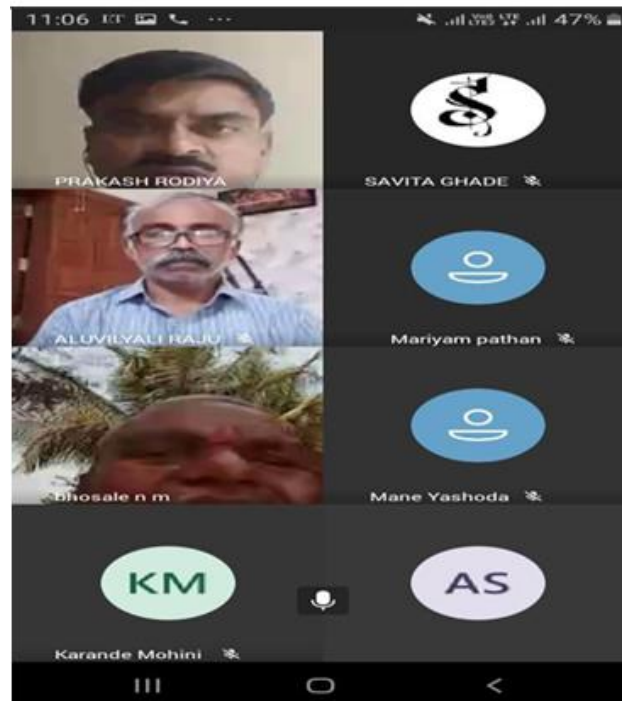 11:06 47%
PRAKASH RODIYA SAVITA GHADE
ALUVILYALI RAJU Mariyam pathan
bhosale n m Mane Yashoda
KM AS
Karande Mohini